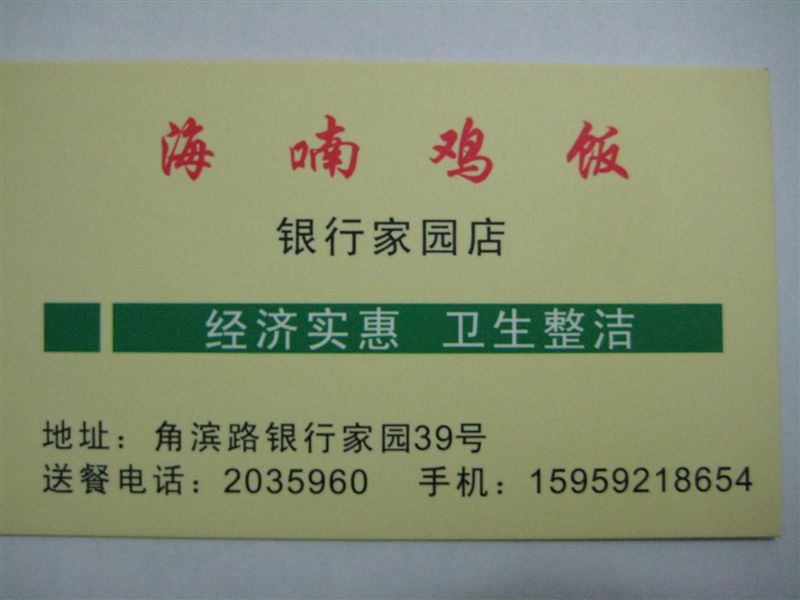 海喃鸡饭
银行家园店
经济实惠 卫生整洁
地址：角滨路银行家园39号
送餐电话：2035960 手机：15959218654